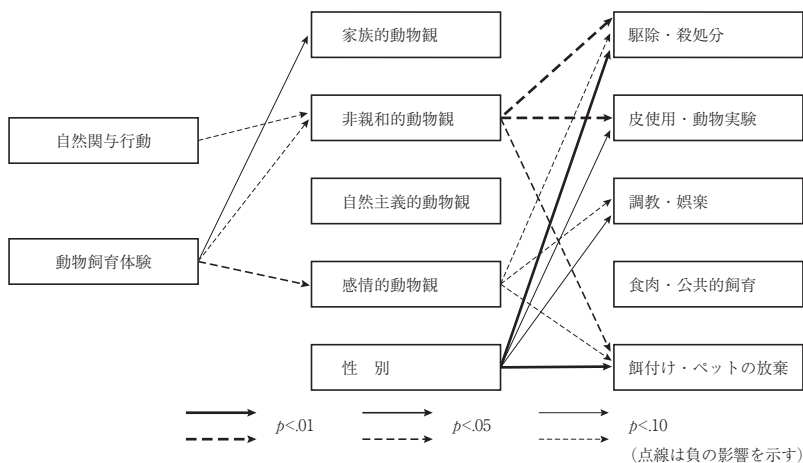 家族的動物観
駆除・殺処分
自然関与行動
非親和的動物観
皮使用・動物実験
自然主義的動物観
調教・娯楽
動物飼育体験
感情的動物観
食肉・公共的飼育
性　別
餌付け・ペットの放棄
p<.01
p<.05
p<.10
(点線は負の影響を示す)